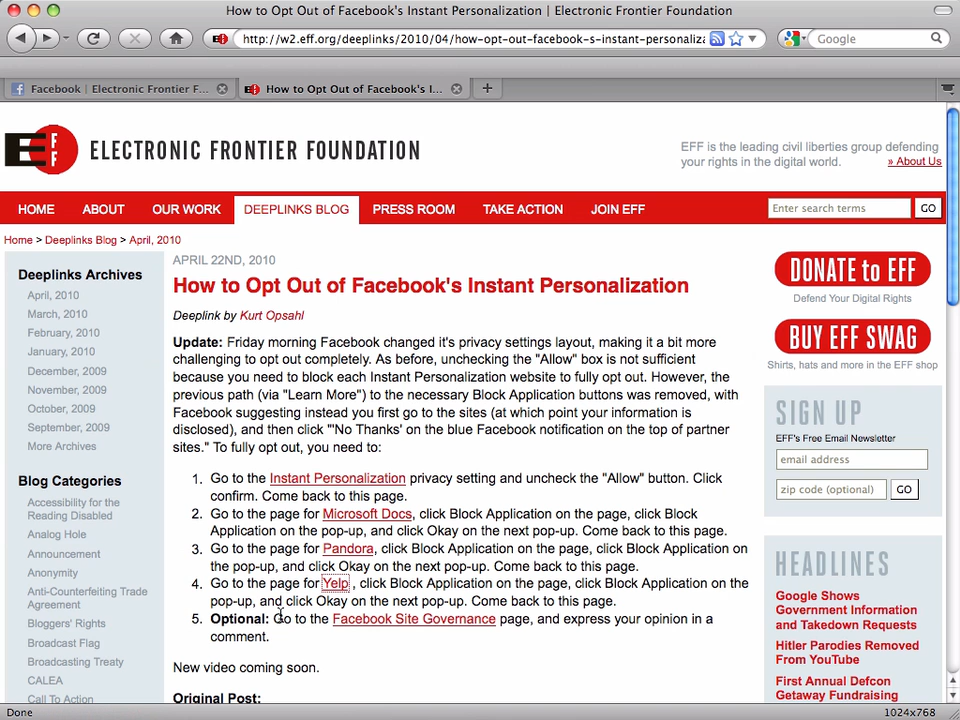 How to Opt Out of Facebook's Instant Personalization | Electronic Frontier Foundation
http://w2.eff.org/deeplinks/2010/04/how-opt-out-facebook-s-instant-personaliz
Google
Facebook | Electronic Frontier F...
How to Opt Out of Facebook's I...
EFF
ELECTRONIC FRONTIER FOUNDATION
EFF is the leading civil liberties group defending
your rights in the digital world.
» About Us
HOME ABOUT OUR WORK DEEPLINKS BLOG PRESS ROOM TAKE ACTION JOIN EFF
Enter search terms GO
Home > Deeplinks Blog > April, 2010
Deeplinks Archives
April, 2010
March, 2010
February, 2010
January, 2010
December, 2009
November, 2009
October, 2009
September, 2009
More Archives
Blog Categories
Accessibility for the
Reading Disabled
Analog Hole
Announcement
Anonymity
Anti-Counterfeiting Trade
Agreement
Bloggers' Rights
Broadcast Flag
Broadcasting Treaty
CALEA
Call To Action
APRIL 22ND, 2010
How to Opt Out of Facebook's Instant Personalization
Deeplink by Kurt Opsahl
Update: Friday morning Facebook changed it's privacy settings layout, making it a bit more
challenging to opt out completely. As before, unchecking the "Allow" box is not sufficient
because you need to block each Instant Personalization website to fully opt out. However, the
previous path (via "Learn More") to the necessary Block Application buttons was removed, with
Facebook suggesting instead you first go to the sites (at which point your information is
disclosed), and then click "'No Thanks' on the blue Facebook notification on the top of partner
sites." To fully opt out, you need to:
1. Go to the Instant Personalization privacy setting and uncheck the "Allow" button. Click
confirm. Come back to this page.
2. Go to the page for Microsoft Docs, click Block Application on the page, click Block
Application on the pop-up, and click Okay on the next pop-up. Come back to this page.
3. Go to the page for Pandora, click Block Application on the page, click Block Application on
the pop-up, and click Okay on the next pop-up. Come back to this page.
4. Go to the page for Yelp , click Block Application on the page, click Block Application on the
pop-up, and click Okay on the next pop-up. Come back to this page.
5. Optional: Go to the Facebook Site Governance page, and express your opinion in a
comment.
New video coming soon.
Original Post:
DONATE to EFF
Defend Your Digital Rights
BUY EFF SWAG
Shirts, hats and more in the EFF shop
SIGN UP
EFF's Free Email Newsletter
email address
zip code (optional) GO
HEADLINES
Google Shows
Government Information
and Takedown Requests
Hitler Parodies Removed
From YouTube
First Annual Defcon
Getaway Fundraising
Done
1024x768